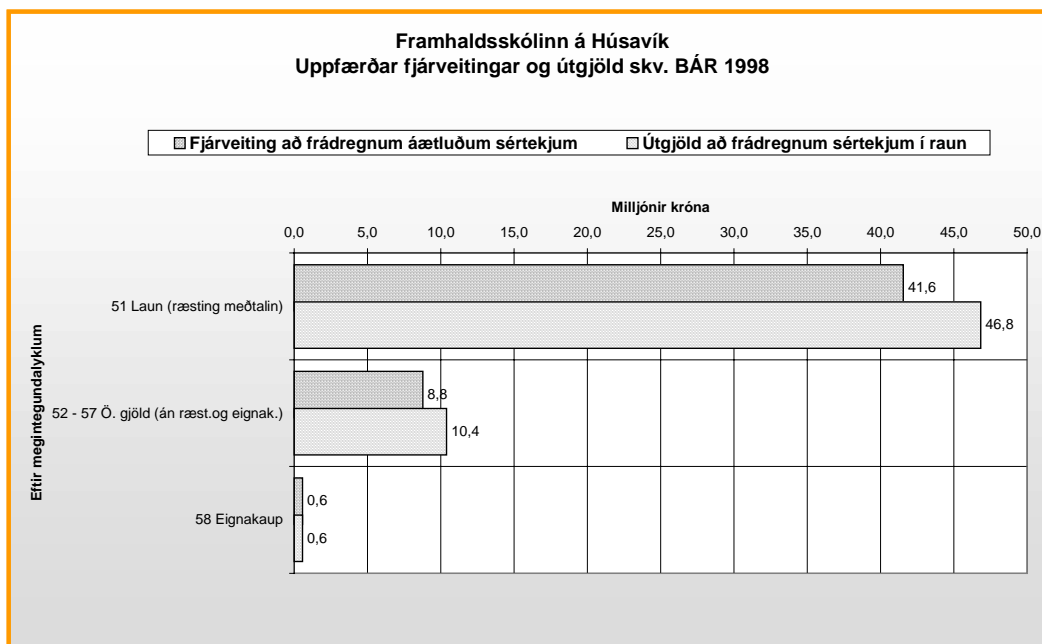 Framhaldsskólinn á Húsavík
Uppfærðar fjárveitingar og útgjöld skv. BÁR 1998
Fjárveiting að frádregnum áætluðum sértekjum
Útgjöld að frádregnum sértekjum í raun
Milljónir króna
0,0 5,0 10,0 15,0 20,0 25,0 30,0 35,0 40,0 45,0 50,0
Eftir megintegundalyklum
51 Laun (ræsting meðtalin)
41,6
46,8
52 - 57 Ö. gjöld (án ræst.og eignak.)
8,8
10,4
58 Eignakaup
0,6
0,6